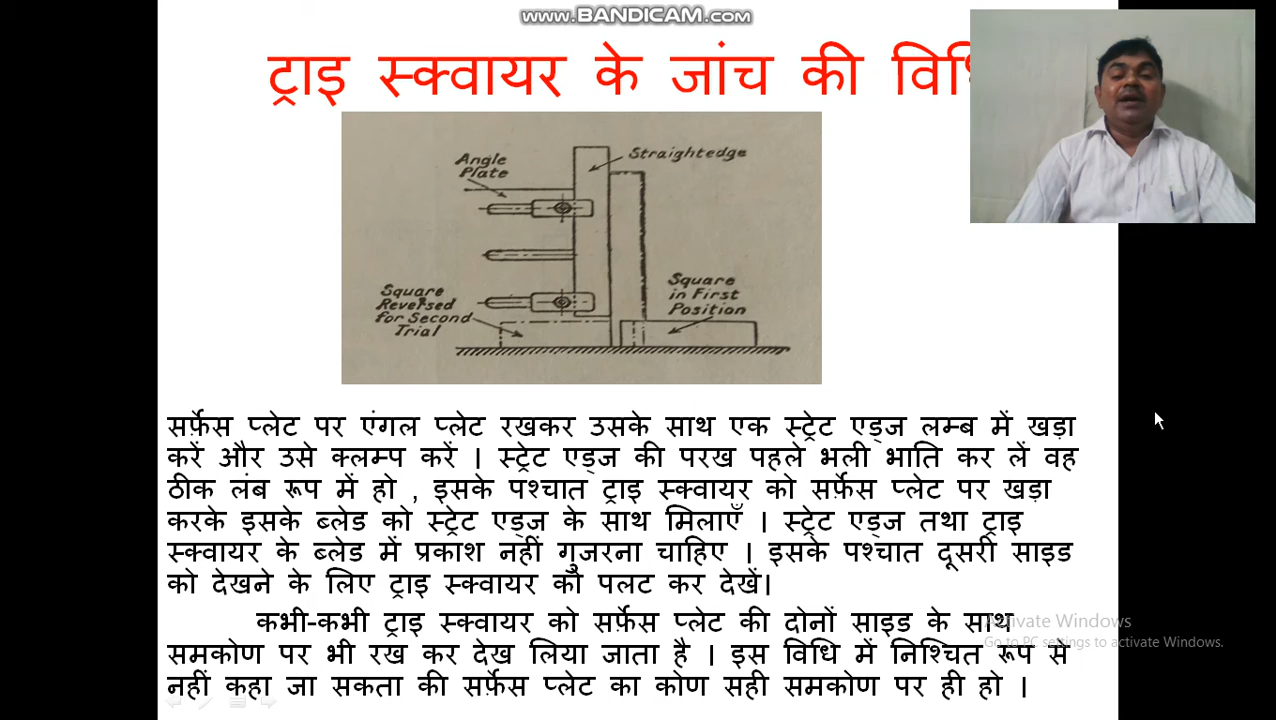 www.BANDICAM.com
ट्राइ स्क्वायर के जांच की
Angle
Plate
Straightedge
Square
Reversed
for Second
Trial
Square
in First
Position
सर्फ़ेस प्लेट पर एंगल प्लेट रखकर उसके साथ एक स्ट्रेट एड्ज लम्ब में खड़ा
करें और उसे क्लम्प करें । स्ट्रेट एड्ज की परख पहले भली भाति कर लें वह
ठीक लंब रूप में हो , इसके पश्चात ट्राइ स्क्वायर को सर्फ़ेस प्लेट पर खड़ा
करके इसके ब्लेड को स्ट्रेट एड्ज के साथ मिलाएँ । स्ट्रेट एड्ज तथा ट्राइ
स्क्वायर के ब्लेड में प्रकाश नहीं गुजरना चाहिए । इसके पश्चात दूसरी साइड
को देखने के लिए ट्राइ स्क्वायर को पलट कर देखें।
कभी-कभी ट्राइ स्क्वायर को सर्फ़ेस प्लेट की दोनों साइड के साथ
समकोण पर भी रख कर देख लिया जाता है । इस विधि में निश्चित रूप से
नहीं कहा जा सकता की सर्फ़ेस प्लेट का कोण सही समकोण पर ही हो ।
Activate Windows
Go to PC settings to activate Windows.